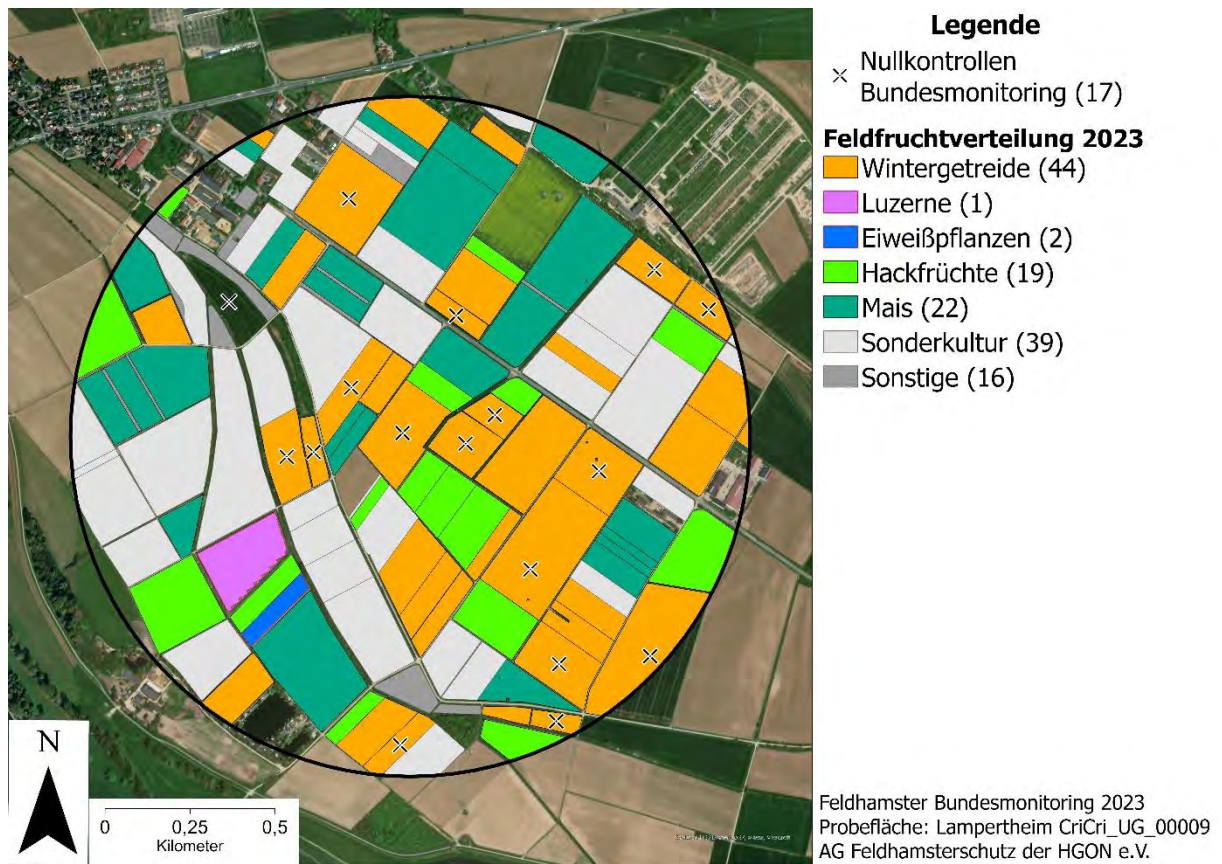 Legende
Nullkontrollen
Bundesmonitoring (17)
Feldfruchtverteilung 2023
Wintergetreide (44)
Luzerne (1)
Eiweißpflanzen (2)
Hackfrüchte (19)
Mais (22)
Sonderkultur (39)
Sonstige (16)
N
0 0,25 0,5
Kilometer
Feldhamster Bundesmonitoring 2023
Probefläche: Lampertheim CriCri_UG_00009
AG Feldhamsterschutz der HGON e.V.